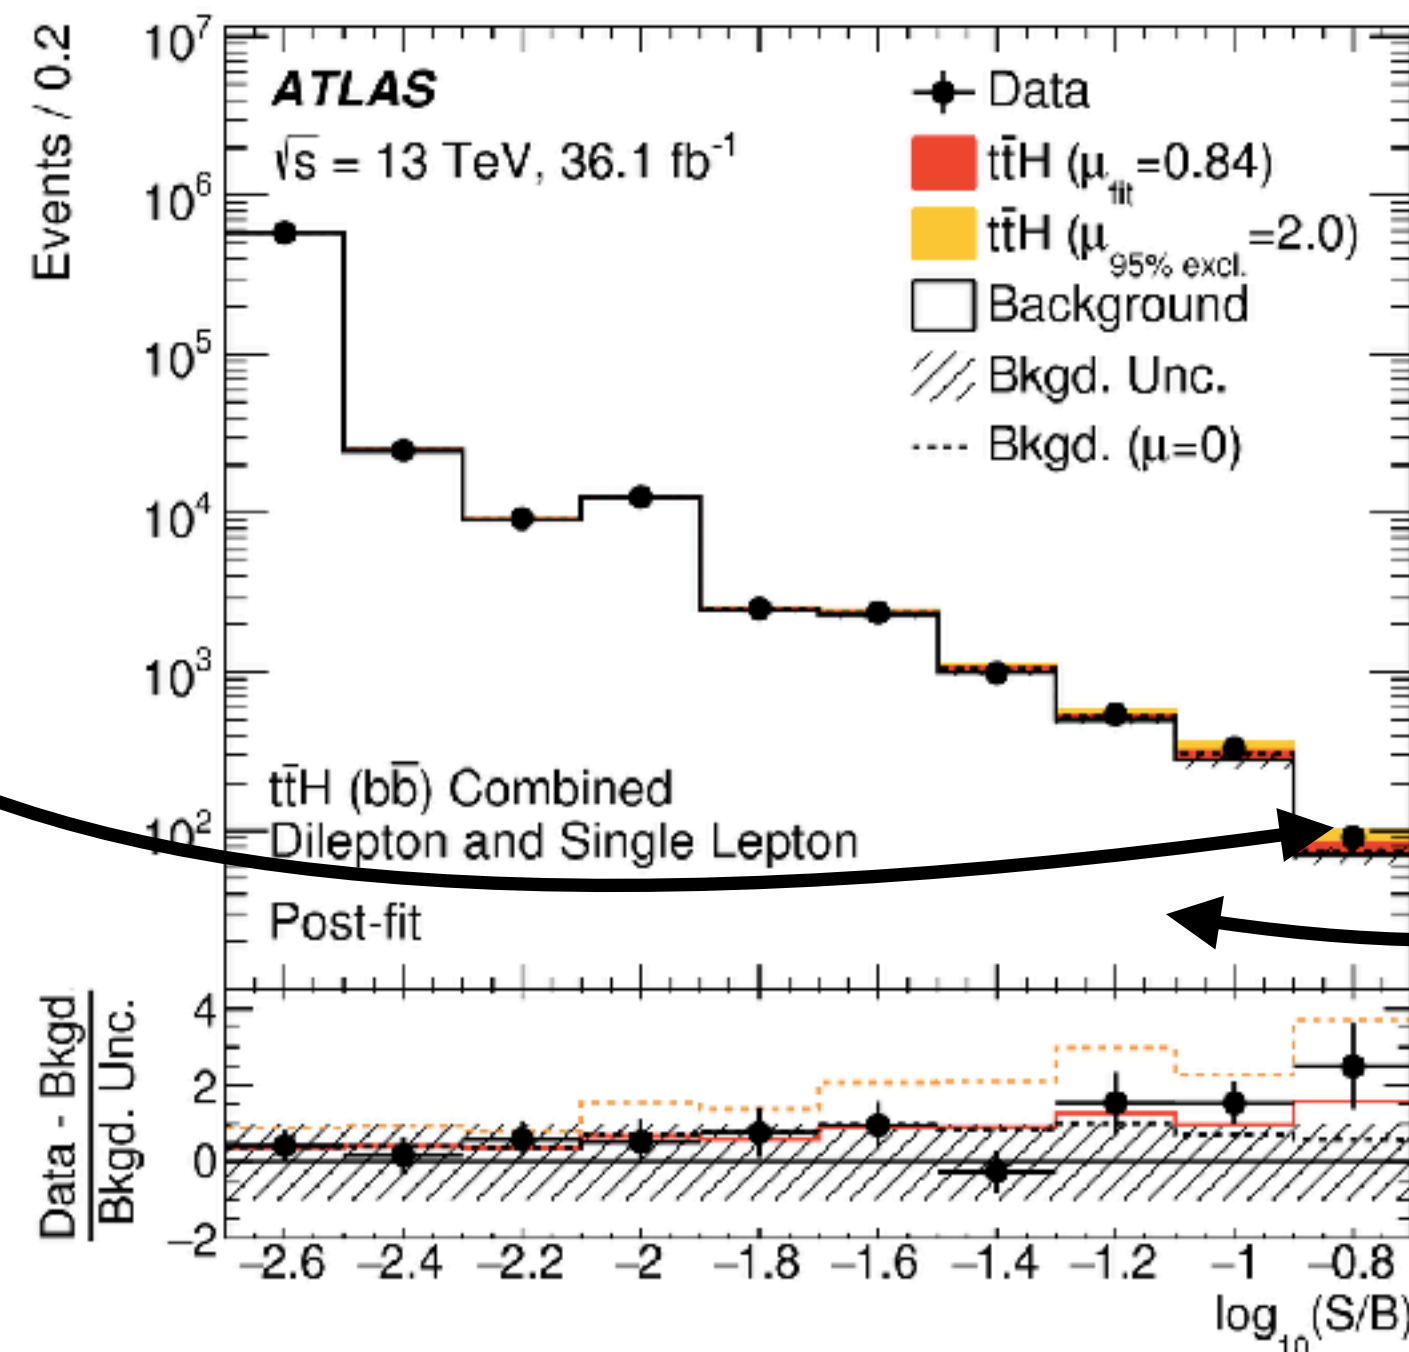 Events / 0.2
10⁷
10⁶
10⁵
10⁴
10³
10²
ATLAS
√s = 13 TeV, 36.1 fb⁻¹
Data
tt̄H (μ_fit=0.84)
tt̄H (μ_95% excl.=2.0)
Background
Bkgd. Unc.
Bkgd. (μ=0)
tt̄H (bb̄) Combined
Dilepton and Single Lepton
Post-fit
Data - Bkgd.
Bkgd. Unc.
4
2
0
−2
−2.6 −2.4 −2.2 −2 −1.8 −1.6 −1.4 −1.2 −1 −0.8
log₁₀(S/B)